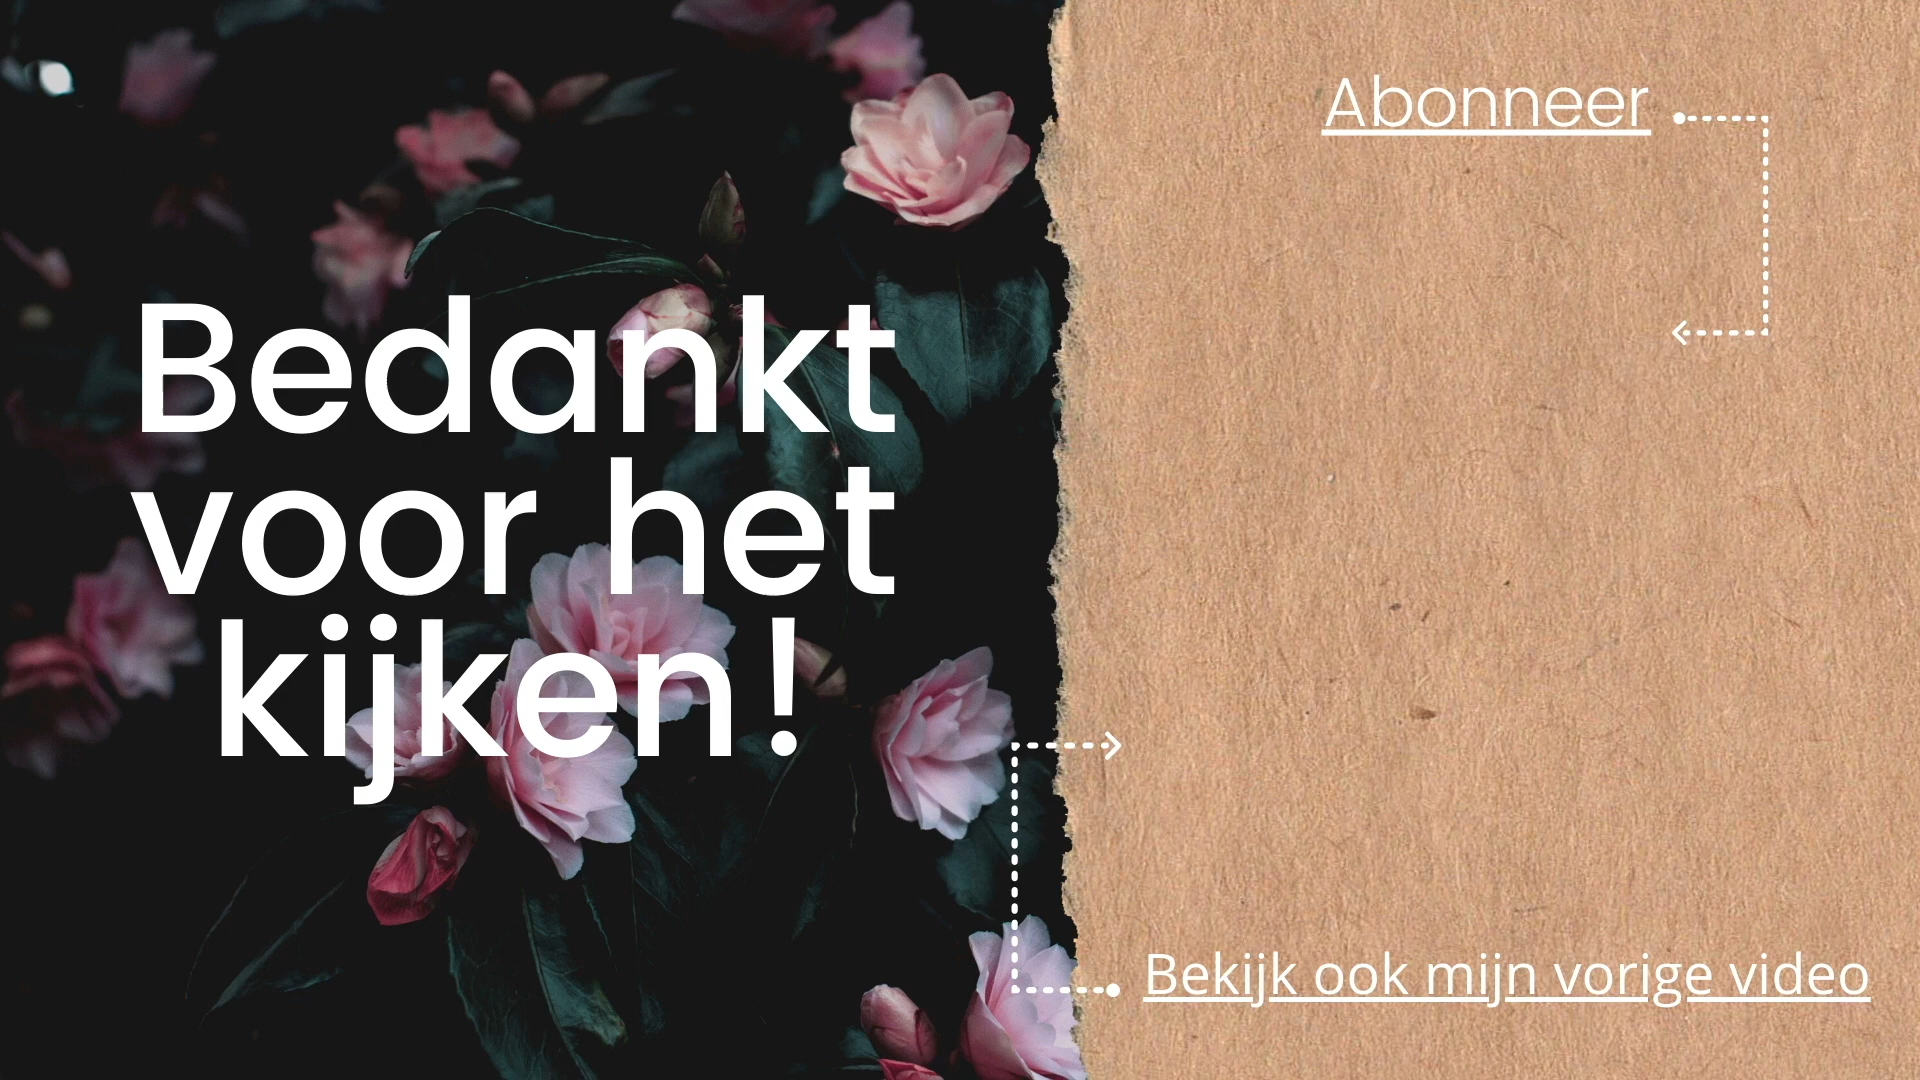 Bedankt
voor het
kijken!
Abonneer
Bekijk ook mijn vorige video